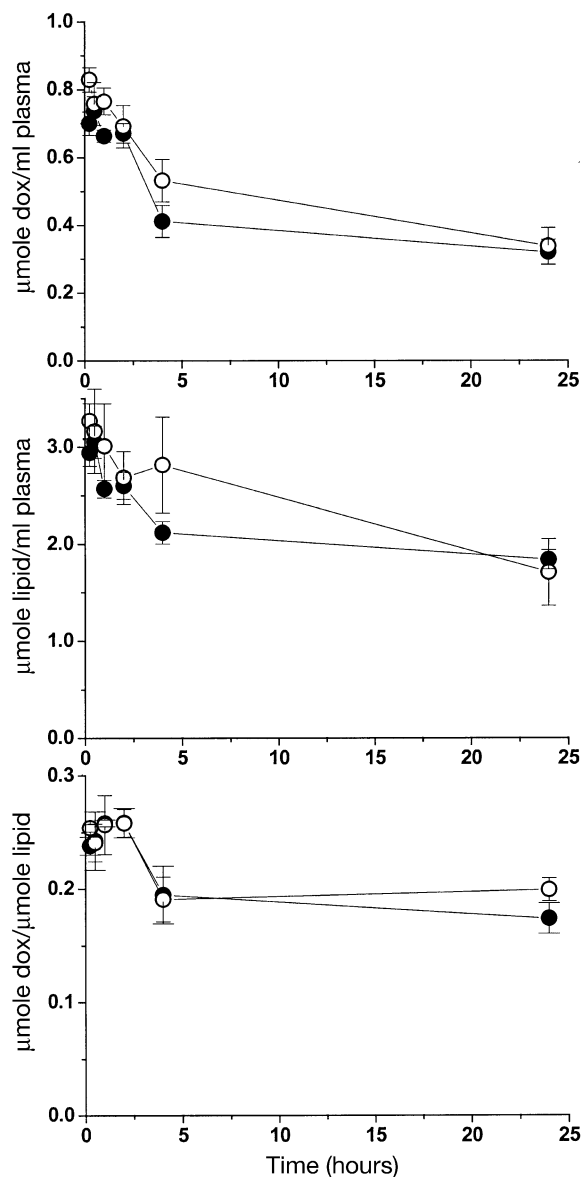 1.0
0.8
0.6
0.4
0.2
0.0
µmole dox/ml plasma
0 5 10 15 20 25
3.0
2.0
1.0
0.0
µmole lipid/ml plasma
0 5 10 15 20 25
0.3
0.2
0.1
0.0
µmole dox/µmole lipid
0 5 10 15 20 25
Time (hours)